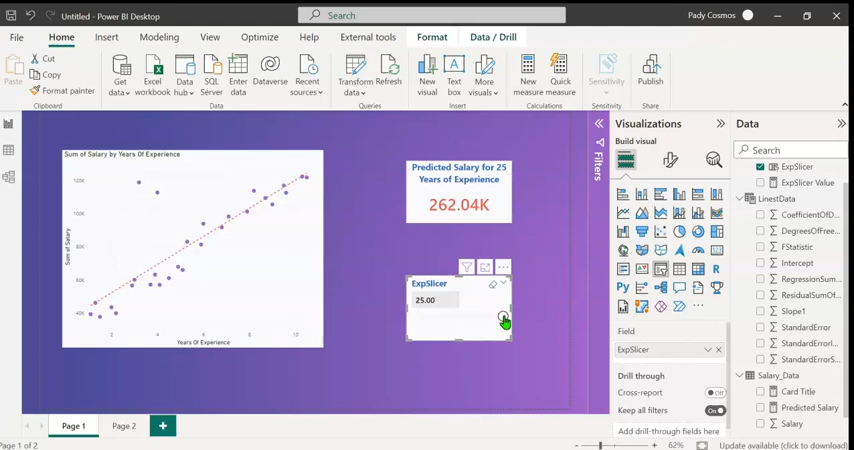 Untitled - Power BI Desktop
Search
Pady Cosmos
File
Home
Insert
Modeling
View
Optimize
Help
External tools
Format
Data / Drill
Paste
Cut
Copy
Format painter
Get data
Excel workbook
Data hub
SQL Server
Enter data
Dataverse
Recent sources
Transform data
Refresh
New visual
Text box
More visuals
New measure
Quick measure
Sensitivity
Publish
Clipboard
Data
Queries
Insert
Calculations
Sensitivity
Share
Sum of Salary by Years Of Experience
120K
100K
80K
60K
40K
Sum of Salary
2
4
6
8
10
Years Of Experience
Predicted Salary for 25
Years of Experience
262.04K
ExpSlicer
25.00
Filters
Visualizations
Build visual
Py
R
Field
ExpSlicer
Drill through
Cross-report
Off
Keep all filters
On
Add drill-through fields here
Data
Search
ExpSlicer
ExpSlicer Value
LinestData
CoefficientOfD...
DegreesOfFree...
FStatistic
Intercept
RegressionSum...
ResidualSumOf...
Slope1
StandardError
StandardErrorI...
StandardErrorS...
Salary_Data
Card Title
Predicted Salary
Salary
Page 1
Page 2
Page 1 of 2
62%
Update available (click to download)